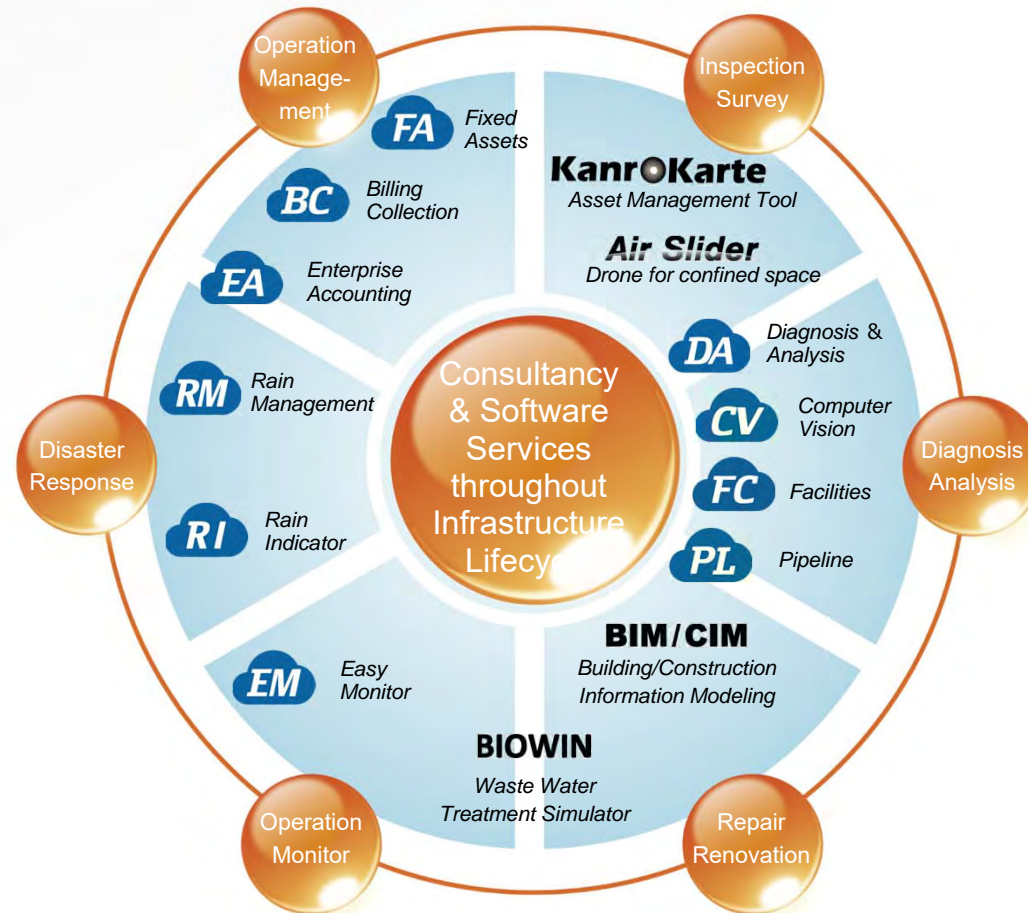 Operation
Manage-
ment
Inspection
Survey
FA
Fixed
Assets
BC
Billing
Collection
EA
Enterprise
Accounting
KanroKarte
Asset Management Tool
Air Slider
Drone for confined space
RM
Rain
Management
RI
Rain
Indicator
Disaster
Response
Consultancy
& Software
Services
throughout
Infrastructure
DA
Diagnosis &
Analysis
CV
Computer
Vision
FC
Facilities
PL
Pipeline
Diagnosis
Analysis
EM
Easy
Monitor
BIM/CIM
Building/Construction
Information Modeling
BIOWIN
Waste Water
Treatment Simulator
Operation
Monitor
Repair
Renovation